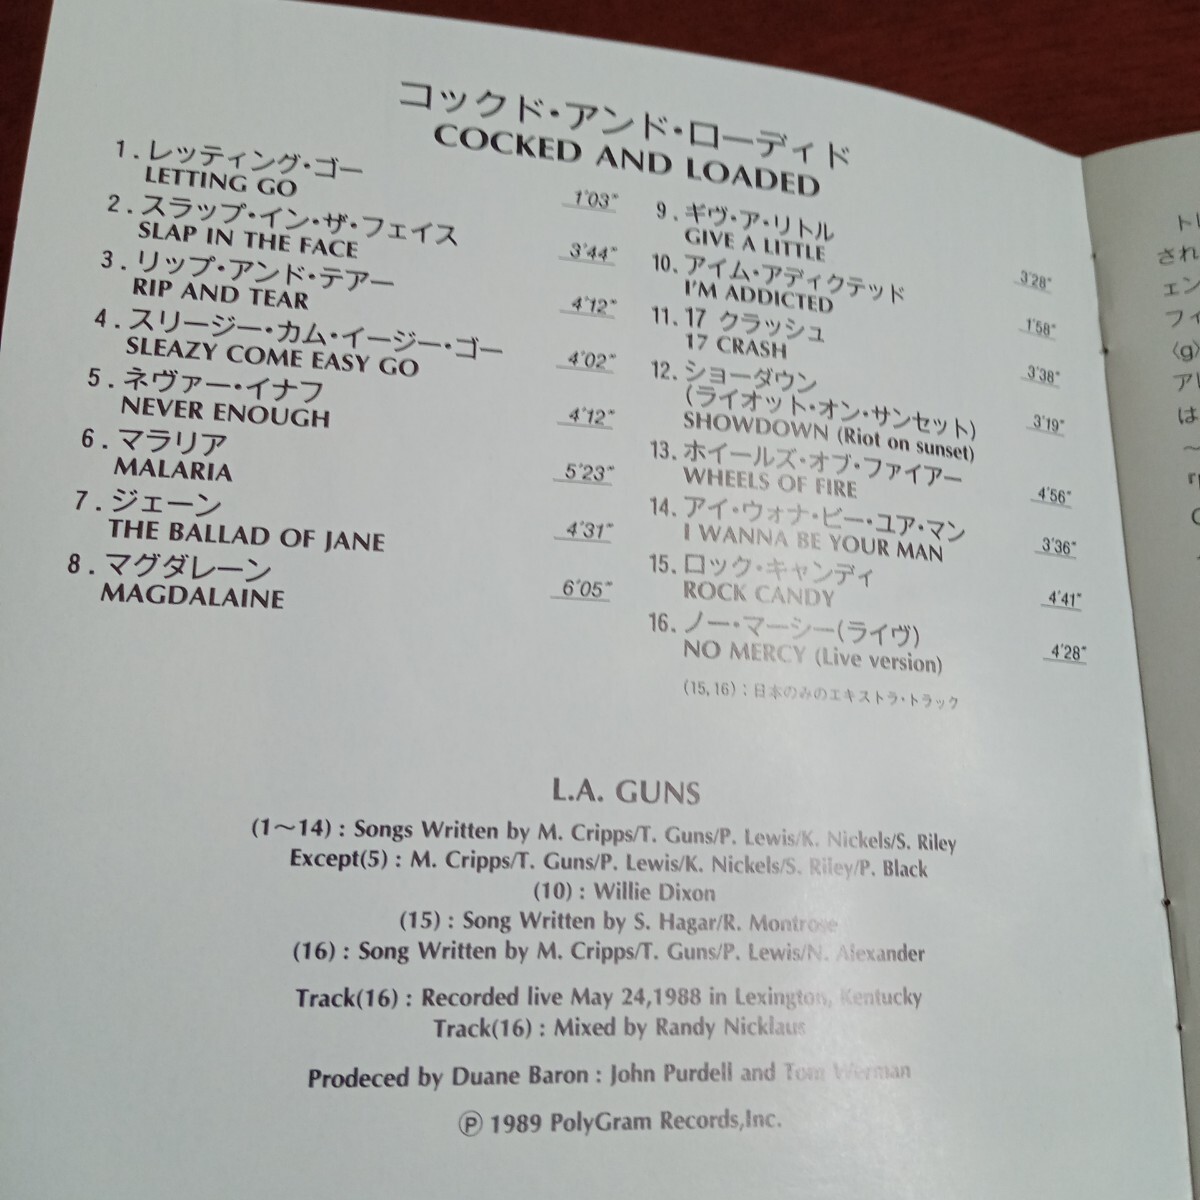 コックド・アンド・ローディド
COCKED AND LOADED
1. レッティング・ゴー
LETTING GO
1'03"
2. スラップ・イン・ザ・フェイス
SLAP IN THE FACE
3'44"
3. リップ・アンド・テアー
RIP AND TEAR
4'12"
4. スリージー・カム・イージー・ゴー
SLEAZY COME EASY GO
4'02"
5. ネヴァー・イナフ
NEVER ENOUGH
4'12"
6. マラリア
MALARIA
5'23"
7. ジェーン
THE BALLAD OF JANE
4'31"
8. マグダレーン
MAGDALAINE
6'05"
9. ギヴ・ア・リトル
GIVE A LITTLE
3'28"
10. アイム・アディクテッド
I'M ADDICTED
1'58"
11. 17 クラッシュ
17 CRASH
3'38"
12. ショーダウン
(ライオット・オン・サンセット)
SHOWDOWN (Riot on sunset)
3'19"
13. ホイールズ・オブ・ファイアー
WHEELS OF FIRE
4'56"
14. アイ・ウォナ・ビー・ユア・マン
I WANNA BE YOUR MAN
3'36"
15. ロック・キャンディ
ROCK CANDY
4'41"
16. ノー・マーシー(ライヴ)
NO MERCY (Live version)
4'28"
(15, 16) : 日本のみのエキストラ・トラック
L.A. GUNS
(1〜14) : Songs Written by M. Cripps/T. Guns/P. Lewis/K. Nickels/S. Riley
Except(5) : M. Cripps/T. Guns/P. Lewis/K. Nickels/S. Riley/P. Black
(10) : Willie Dixon
(15) : Song Written by S. Hagar/R. Montrose
(16) : Song Written by M. Cripps/T. Guns/P. Lewis/N. Alexander
Track(16) : Recorded live May 24,1988 in Lexington, Kentucky
Track(16) : Mixed by Randy Nicklaus
Prodeced by Duane Baron : John Purdell and Tom Werman
Ⓟ 1989 PolyGram Records,Inc.